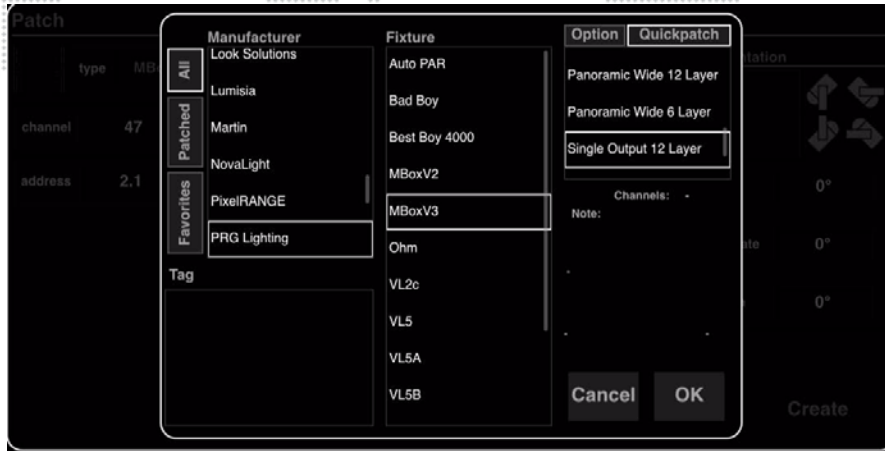 Patch
type MBo
channel 47
address 2.1
All
Patched
Favorites
Manufacturer
Look Solutions
Lumisia
Martin
NovaLight
PixelRANGE
PRG Lighting
Tag
Fixture
Auto PAR
Bad Boy
Best Boy 4000
MBoxV2
MBoxV3
Ohm
VL2c
VL5
VL5A
VL5B
Option Quickpatch
Panoramic Wide 12 Layer
Panoramic Wide 6 Layer
Single Output 12 Layer
Channels: -
Note:
Cancel OK
ntation
0°
ate 0°
0°
Create